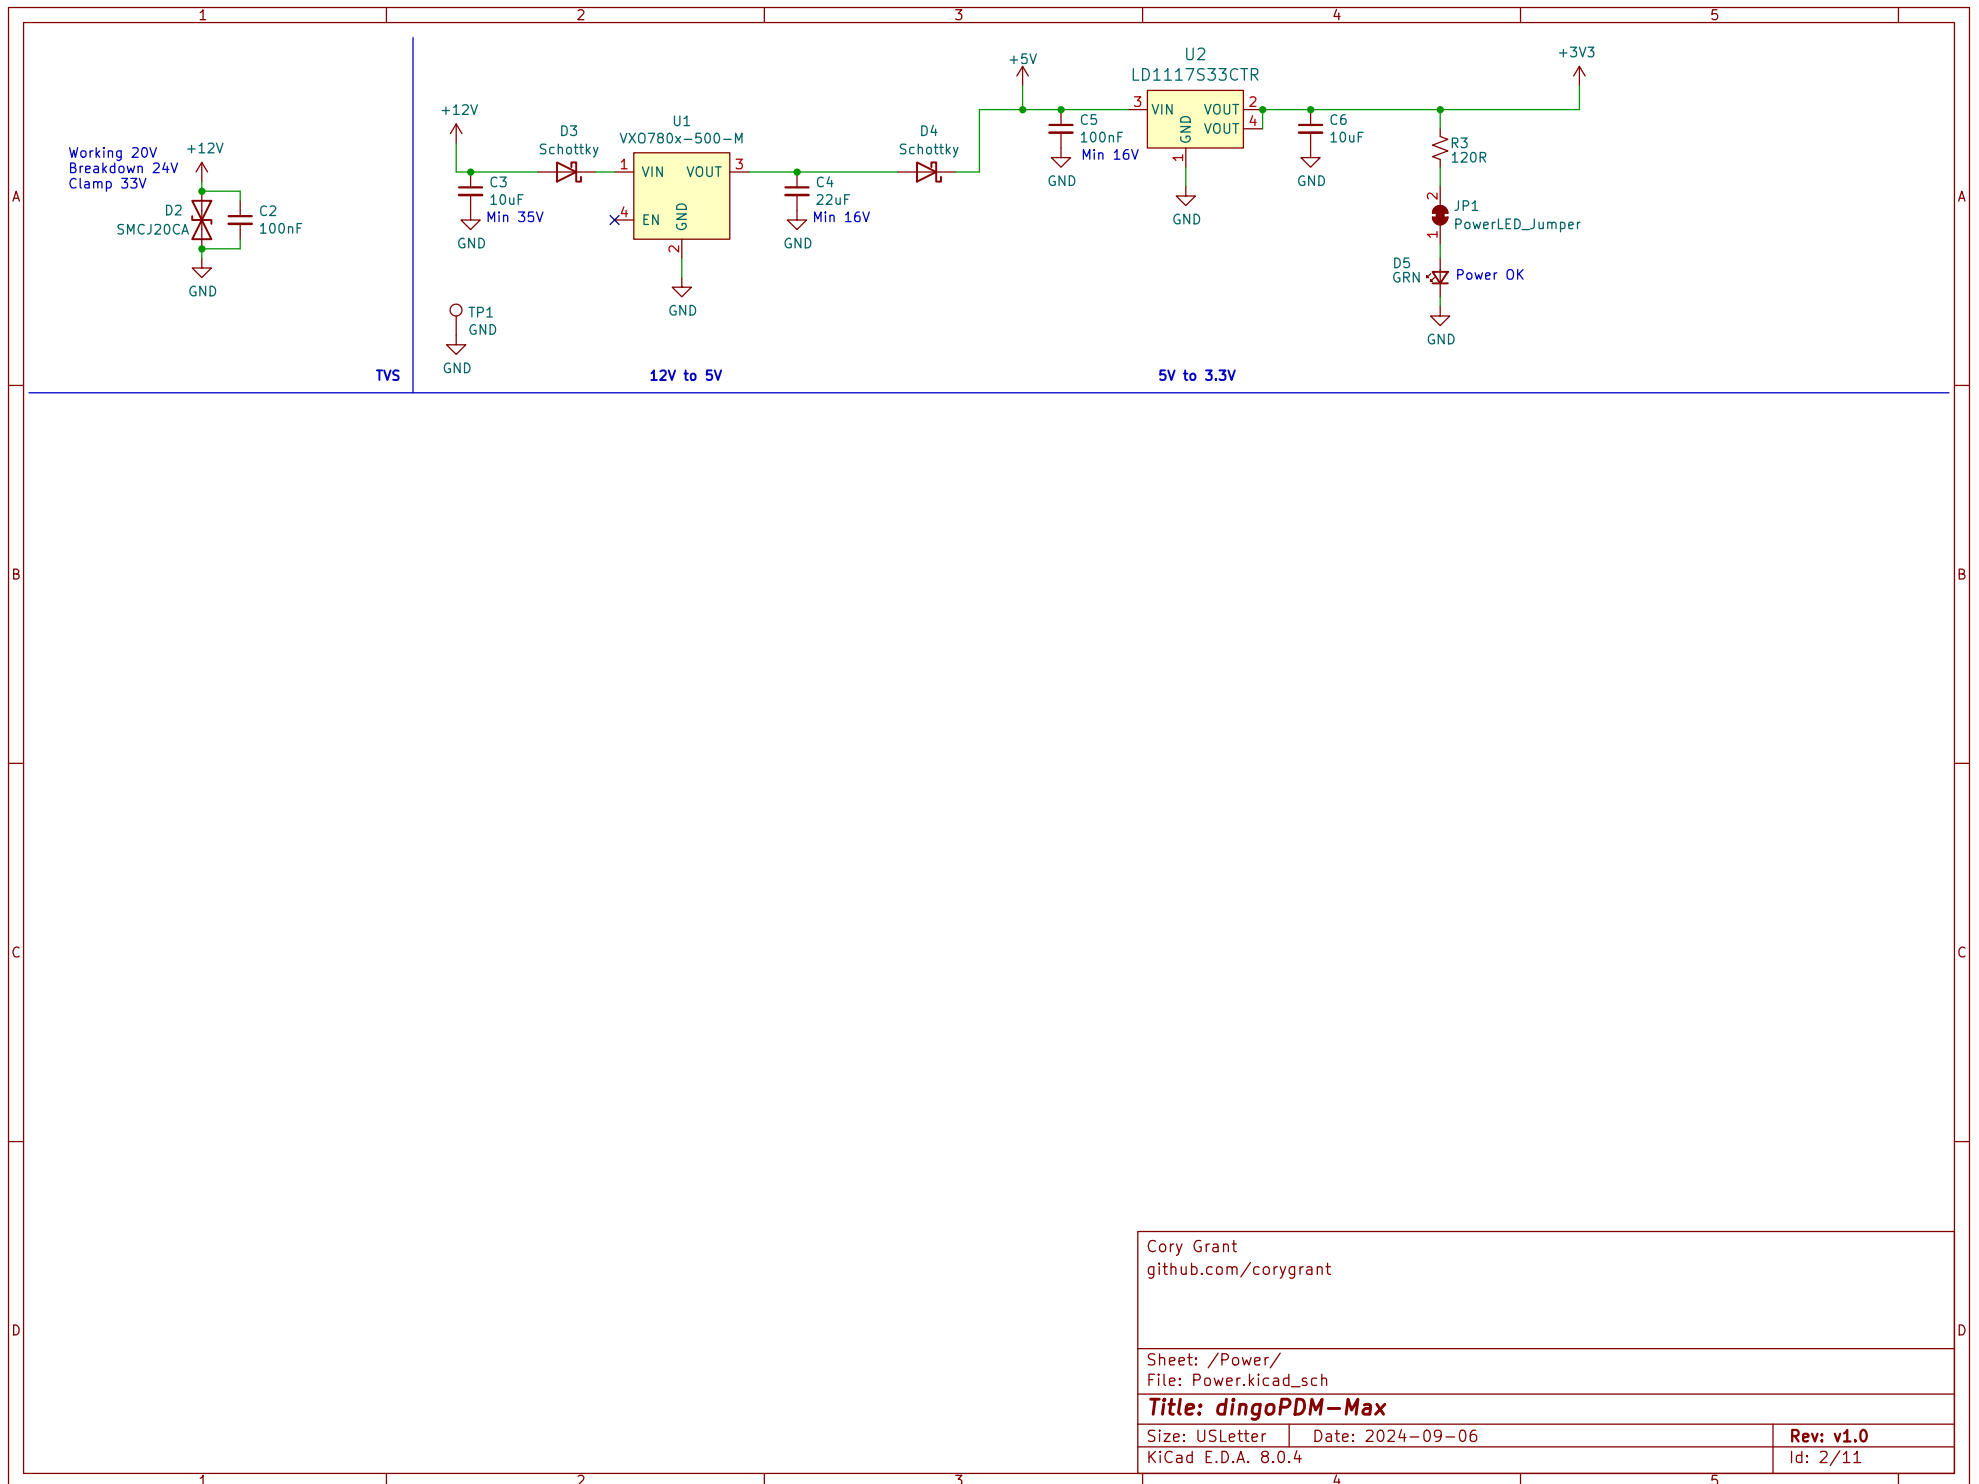 1 2 3 4 5
A A
B B
C C
D D
1 2 3 4 5
Working 20V
Breakdown 24V
Clamp 33V
+12V
D2
SMCJ20CA
C2
100nF
GND
TVS
+12V
C3
10uF
Min 35V
GND
D3
Schottky
U1
VXO780x-500-M
1 VIN VOUT 3
4 EN
GND
2
GND
TP1
GND
GND
12V to 5V
C4
22uF
Min 16V
GND
D4
Schottky
+5V
C5
100nF
Min 16V
GND
U2
LD1117S33CTR
3 VIN VOUT 2
VOUT 4
GND
1
GND
5V to 3.3V
C6
10uF
GND
+3V3
R3
120R
2
JP1
PowerLED_Jumper
1
D5
GRN
Power OK
GND
Cory Grant
github.com/corygrant
Sheet: /Power/
File: Power.kicad_sch
Title: dingoPDM-Max
Size: USLetter Date: 2024-09-06 Rev: v1.0
KiCad E.D.A. 8.0.4 Id: 2/11